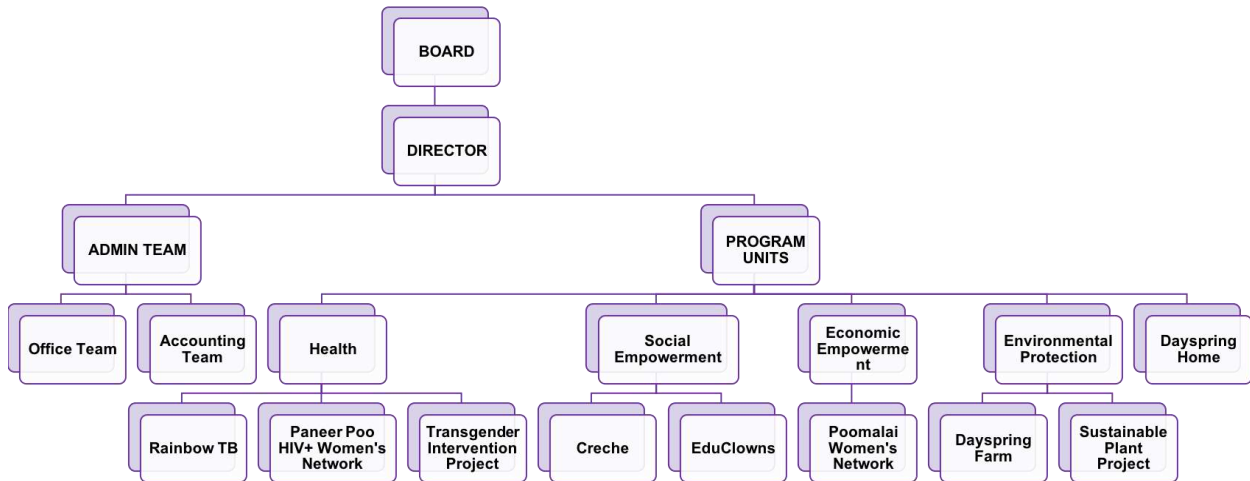 BOARD
DIRECTOR
ADMIN TEAM
PROGRAM
UNITS
Office Team
Accounting
Team
Health
Social
Empowerment
Economic
Empowerme
nt
Environmental
Protection
Dayspring
Home
Rainbow TB
Paneer Poo
HIV+ Women's
Network
Transgender
Intervention
Project
Creche
EduClowns
Poomalai
Women's
Network
Dayspring
Farm
Sustainable
Plant
Project